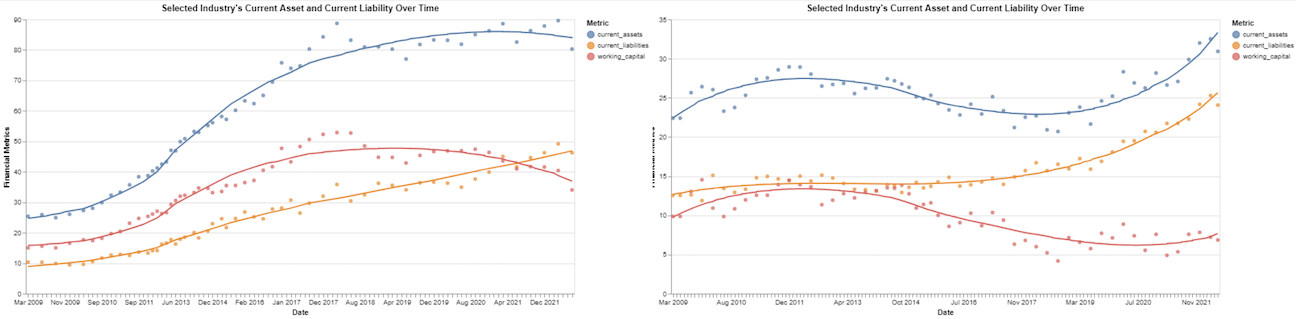 Selected Industry's Current Asset and Current Liability Over Time
90
80
70
60
50
40
30
20
10
0
Financial Metrics
Mar 2009 Nov 2009 Sep 2010 Sep 2011 Jun 2013 Dec 2014 Feb 2016 Jan 2017 Dec 2017 Aug 2018 Apr 2019 Dec 2019 Aug 2020 Apr 2021 Dec 2021
Date
Metric
current_assets
current_liabilities
working_capital
Selected Industry's Current Asset and Current Liability Over Time
35
30
25
20
15
10
5
0
Mar 2009 Aug 2010 Dec 2011 Apr 2013 Oct 2014 Jul 2016 Nov 2017 Mar 2019 Jul 2020 Nov 2021
Date
Metric
current_assets
current_liabilities
working_capital